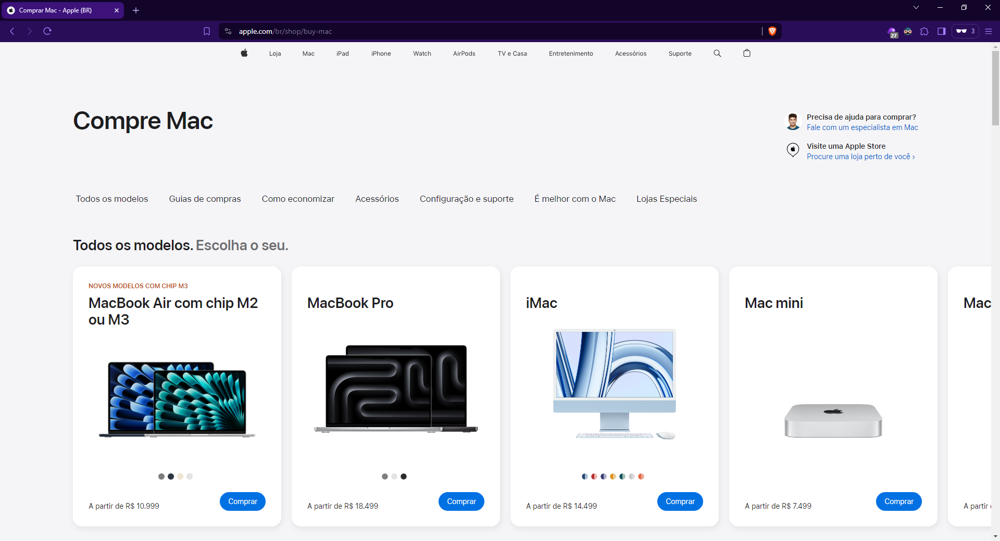 Comprar Mac - Apple (BR)
apple.com/br/shop/buy-mac
27
3
Loja
Mac
iPad
iPhone
Watch
AirPods
TV e Casa
Entretenimento
Acessórios
Suporte
Compre Mac
Precisa de ajuda para comprar?
Fale com um especialista em Mac
Visite uma Apple Store
Procure uma loja perto de você >
Todos os modelos
Guias de compras
Como economizar
Acessórios
Configuração e suporte
É melhor com o Mac
Lojas Especiais
Todos os modelos. Escolha o seu.
NOVOS MODELOS COM CHIP M3
MacBook Air com chip M2
ou M3
A partir de R$ 10.999
Comprar
MacBook Pro
A partir de R$ 18.499
Comprar
iMac
A partir de R$ 14.499
Comprar
Mac mini
A partir de R$ 7.499
Comprar
Mac
A partir